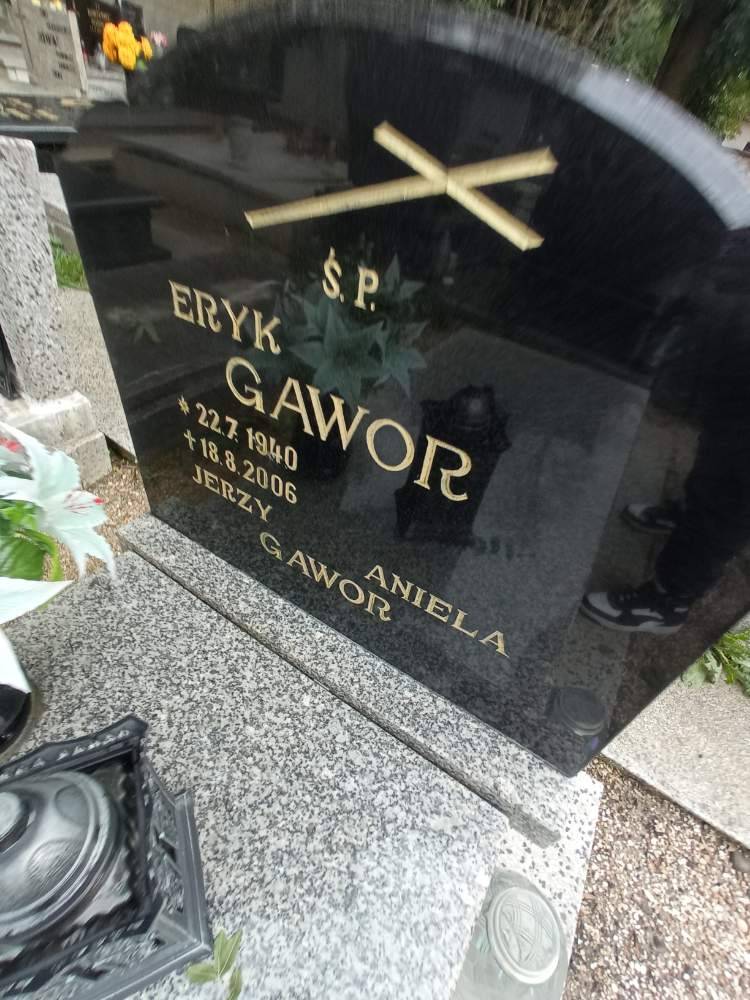 Ś. P.
ERYK
GAWOR
* 22.7.1940
† 18.8.2006
JERZY ANIELA
GAWOR